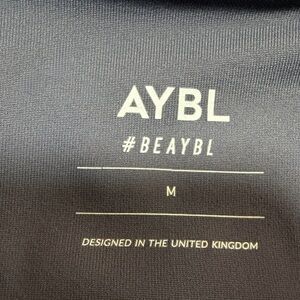 AYBL
#BEAYBL
M
DESIGNED IN THE UNITED KINGDOM